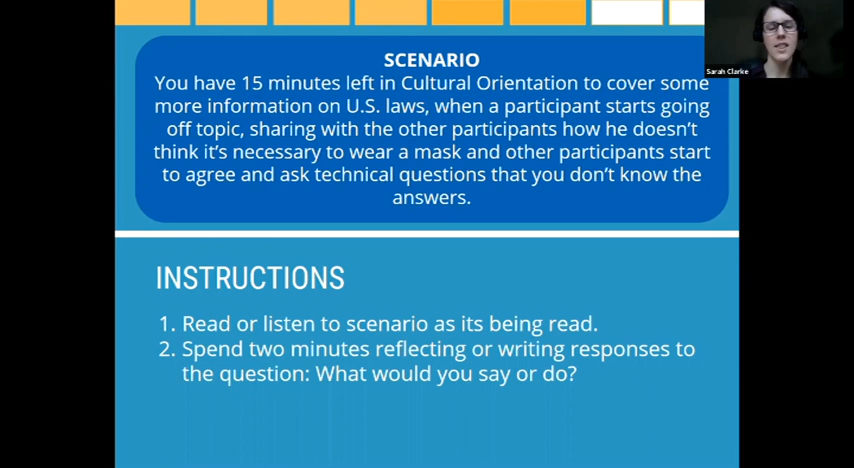 SCENARIO
You have 15 minutes left in Cultural Orientation to cover some
more information on U.S. laws, when a participant starts going
off topic, sharing with the other participants how he doesn't
think it's necessary to wear a mask and other participants start
to agree and ask technical questions that you don't know the
answers.
Sarah Clarke
INSTRUCTIONS
1. Read or listen to scenario as its being read.
2. Spend two minutes reflecting or writing responses to
the question: What would you say or do?